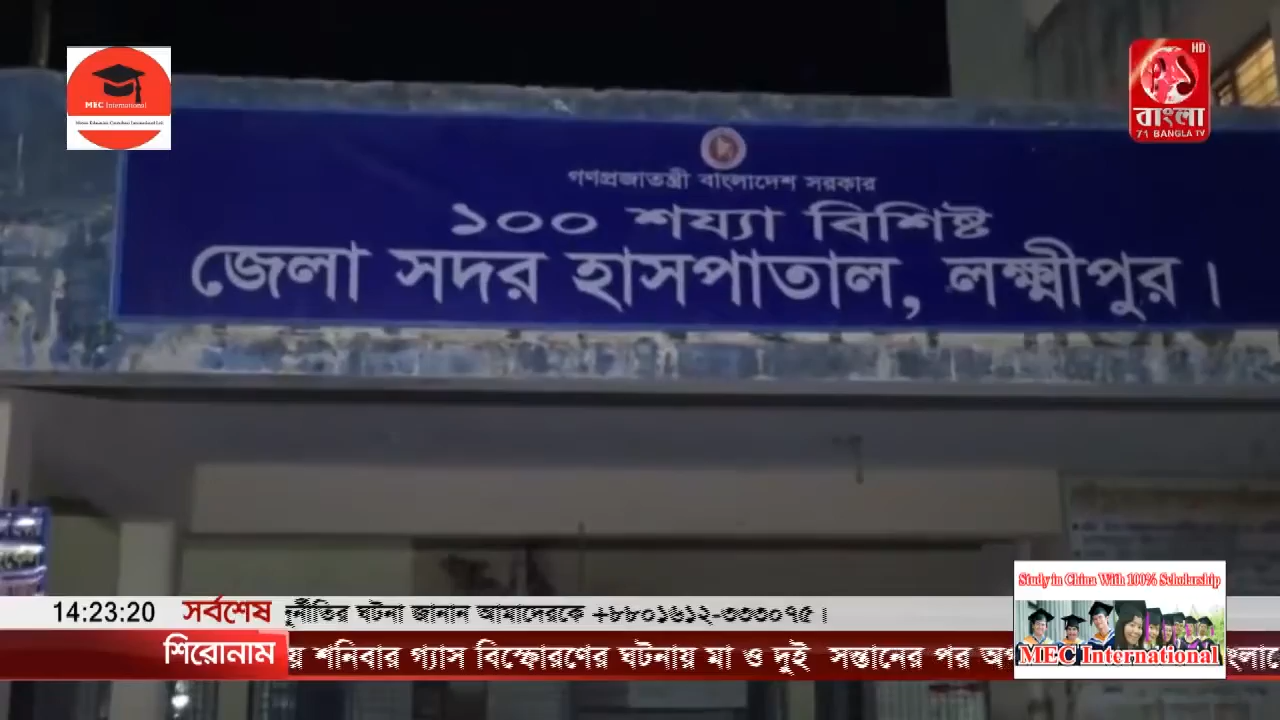 MEC International
HD
বাংলা
71 BANGLA TV
গণপ্রজাতন্ত্রী বাংলাদেশ সরকার
১০০ শয্যা বিশিষ্ট
জেলা সদর হাসপাতাল, লক্ষ্মীপুর।
Study in China With 100% Scholarship
MEC International
14:23:20 সর্বশেষ র্নীতির ঘটনা জানান আমাদেরকে +৮৮০১৬১২-৩৩৩০৭৫।
শিরোনাম য় শনিবার গ্যাস বিস্ফোরণের ঘটনায় মা ও দুই সন্তানের পর